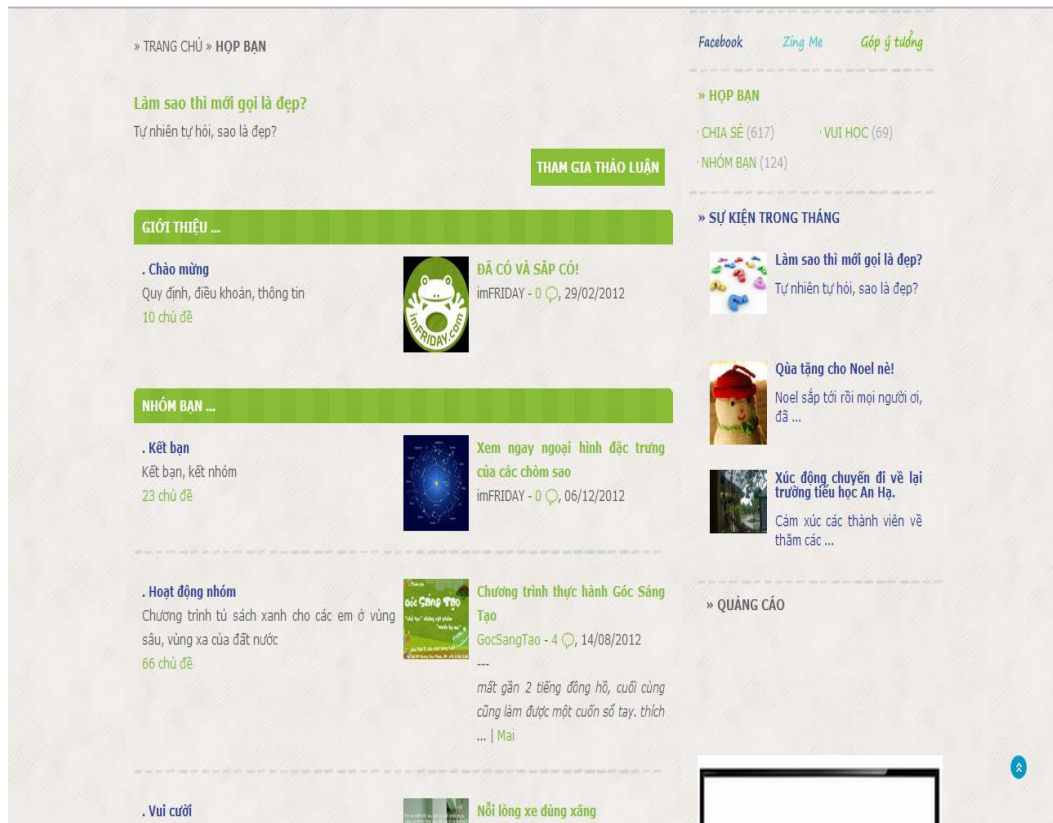 » TRANG CHỦ » HỌP BẠN
Làm sao thì mới gọi là đẹp?
Tự nhiên tự hỏi, sao là đẹp?
THAM GIA THẢO LUẬN
GIỚI THIỆU ...
. Chào mừng
Quy định, điều khoản, thông tin
10 chủ đề
imFRIDAY.com
ĐÃ CÓ VÀ SẮP CÓ!
imFRIDAY - 0 , 29/02/2012
NHÓM BẠN ...
. Kết bạn
Kết bạn, kết nhóm
23 chủ đề
Xem ngay ngoại hình đặc trưng
của các chòm sao
imFRIDAY - 0 , 06/12/2012
. Hoạt động nhóm
Chương trình tủ sách xanh cho các em ở vùng
sâu, vùng xa của đất nước
66 chủ đề
Góc Sáng Tạo
Chương trình thực hành Góc Sáng
Tạo
GocSangTao - 4 , 14/08/2012
---
mất gần 2 tiếng đồng hồ, cuối cùng
cũng làm được một cuốn sổ tay. thích
... | Mai
. Vui cười
Nỗi lòng xe dùng xăng
Facebook Zing Me Góp ý tưởng
» HỌP BẠN
· CHIA SẺ (617) · VUI HỌC (69)
· NHÓM BẠN (124)
» SỰ KIỆN TRONG THÁNG
Làm sao thì mới gọi là đẹp?
Tự nhiên tự hỏi, sao là đẹp?
Qùa tặng cho Noel nè!
Noel sắp tới rồi mọi người ơi,
đã ...
Xúc động chuyến đi về lại
trường tiểu học An Hạ.
Cảm xúc các thành viên về
thăm các ...
» QUẢNG CÁO